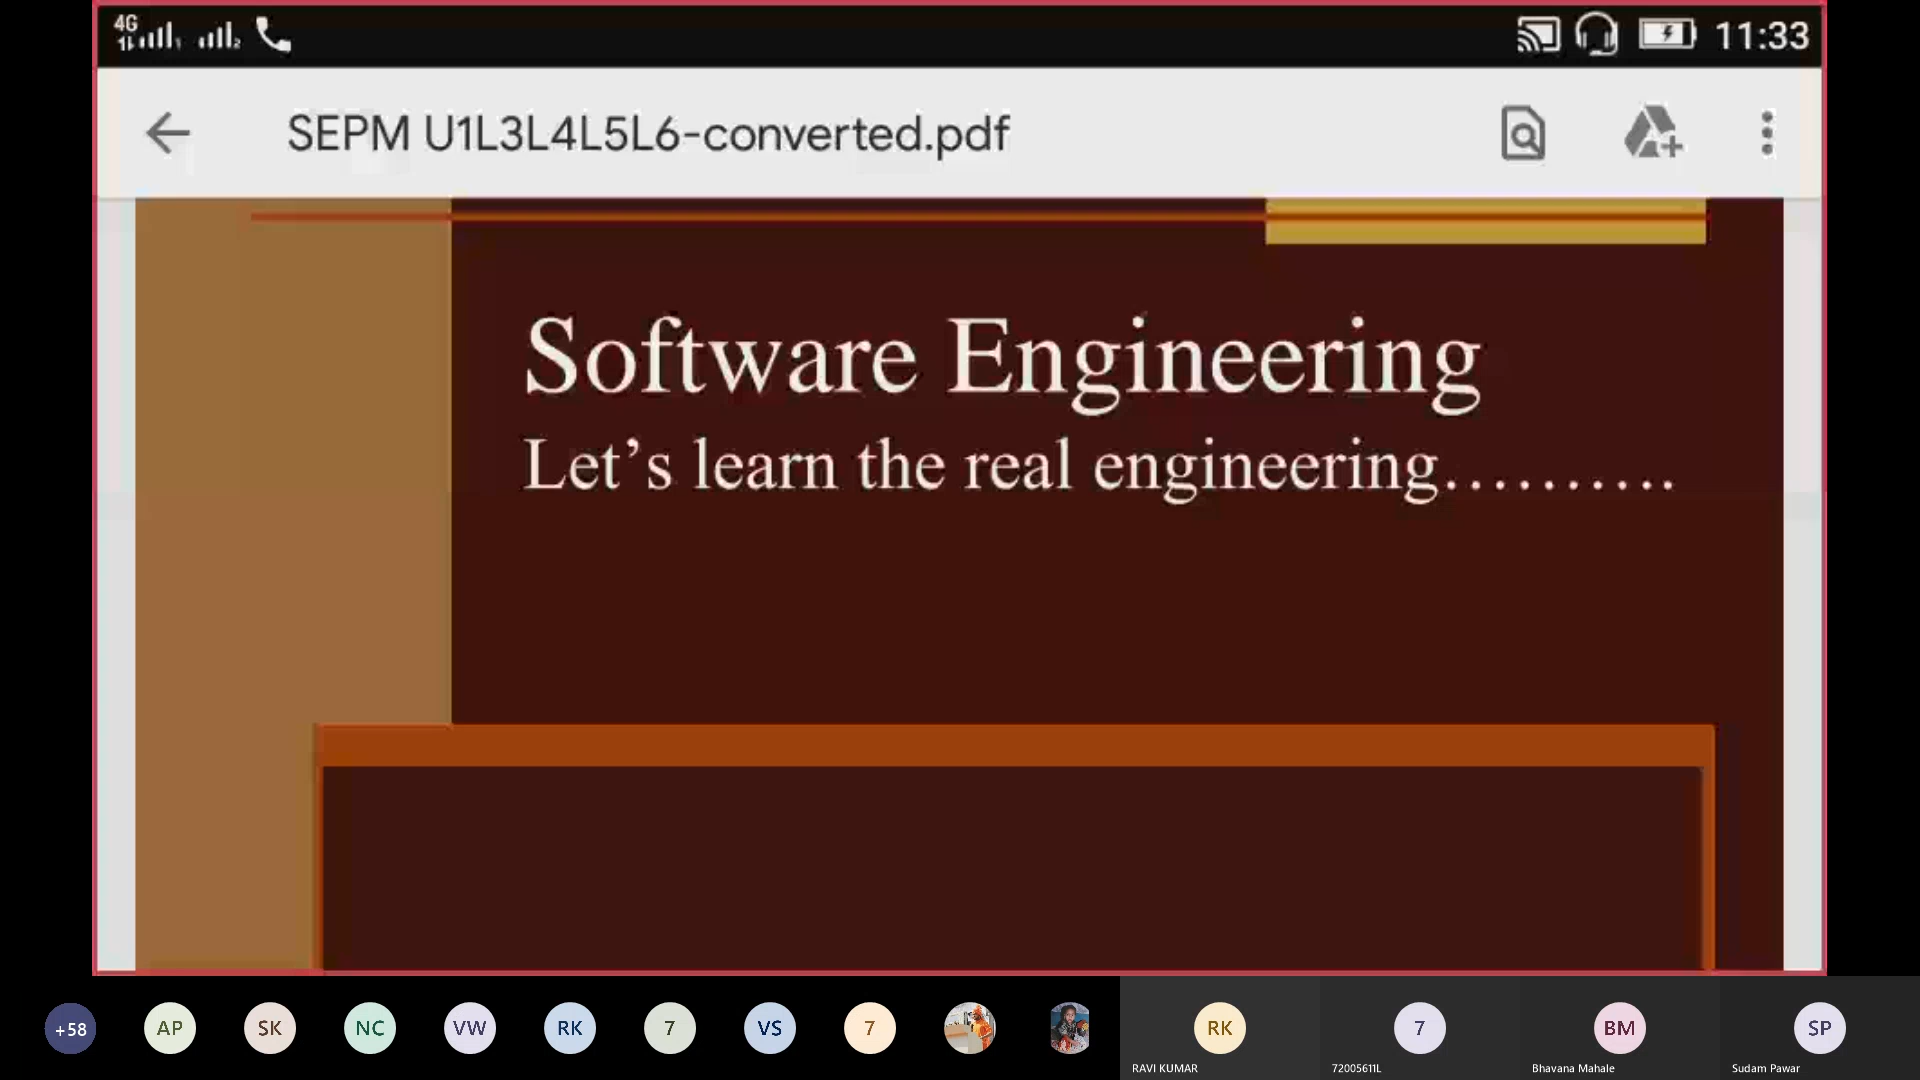 4G
11:33
SEPM U1L3L4L5L6-converted.pdf
Software Engineering
Let’s learn the real engineering..........
+58
AP
SK
NC
VW
RK
7
VS
7
RK
7
BM
SP
RAVI KUMAR
72005611L
Bhavana Mahale
Sudam Pawar